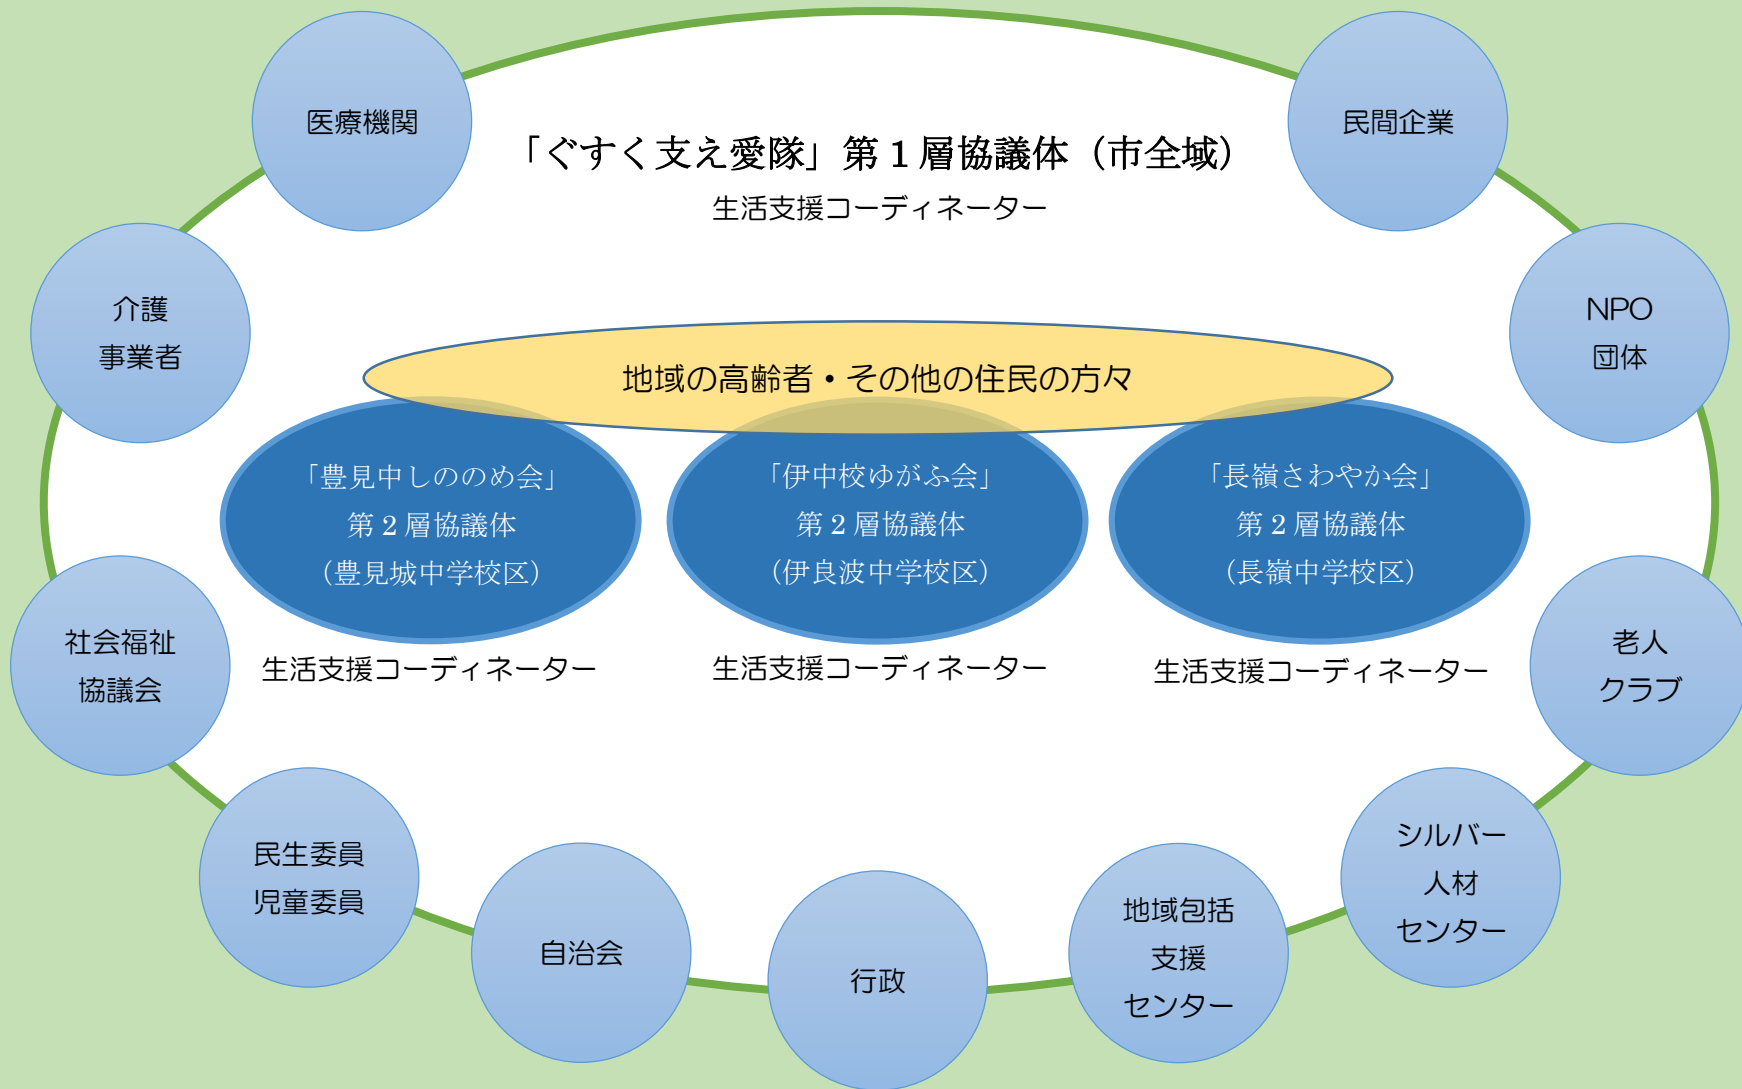 医療機関
民間企業
「ぐすく支え愛隊」第1層協議体（市全域）
生活支援コーディネーター
介護
事業者
NPO
団体
地域の高齢者・その他の住民の方々
「豊見中しののめ会」
第2層協議体
（豊見城中学校区）
「伊中校ゆがふ会」
第2層協議体
（伊良波中学校区）
「長嶺さわやか会」
第2層協議体
（長嶺中学校区）
生活支援コーディネーター
生活支援コーディネーター
生活支援コーディネーター
社会福祉
協議会
老人
クラブ
民生委員
児童委員
自治会
行政
地域包括
支援
センター
シルバー
人材
センター